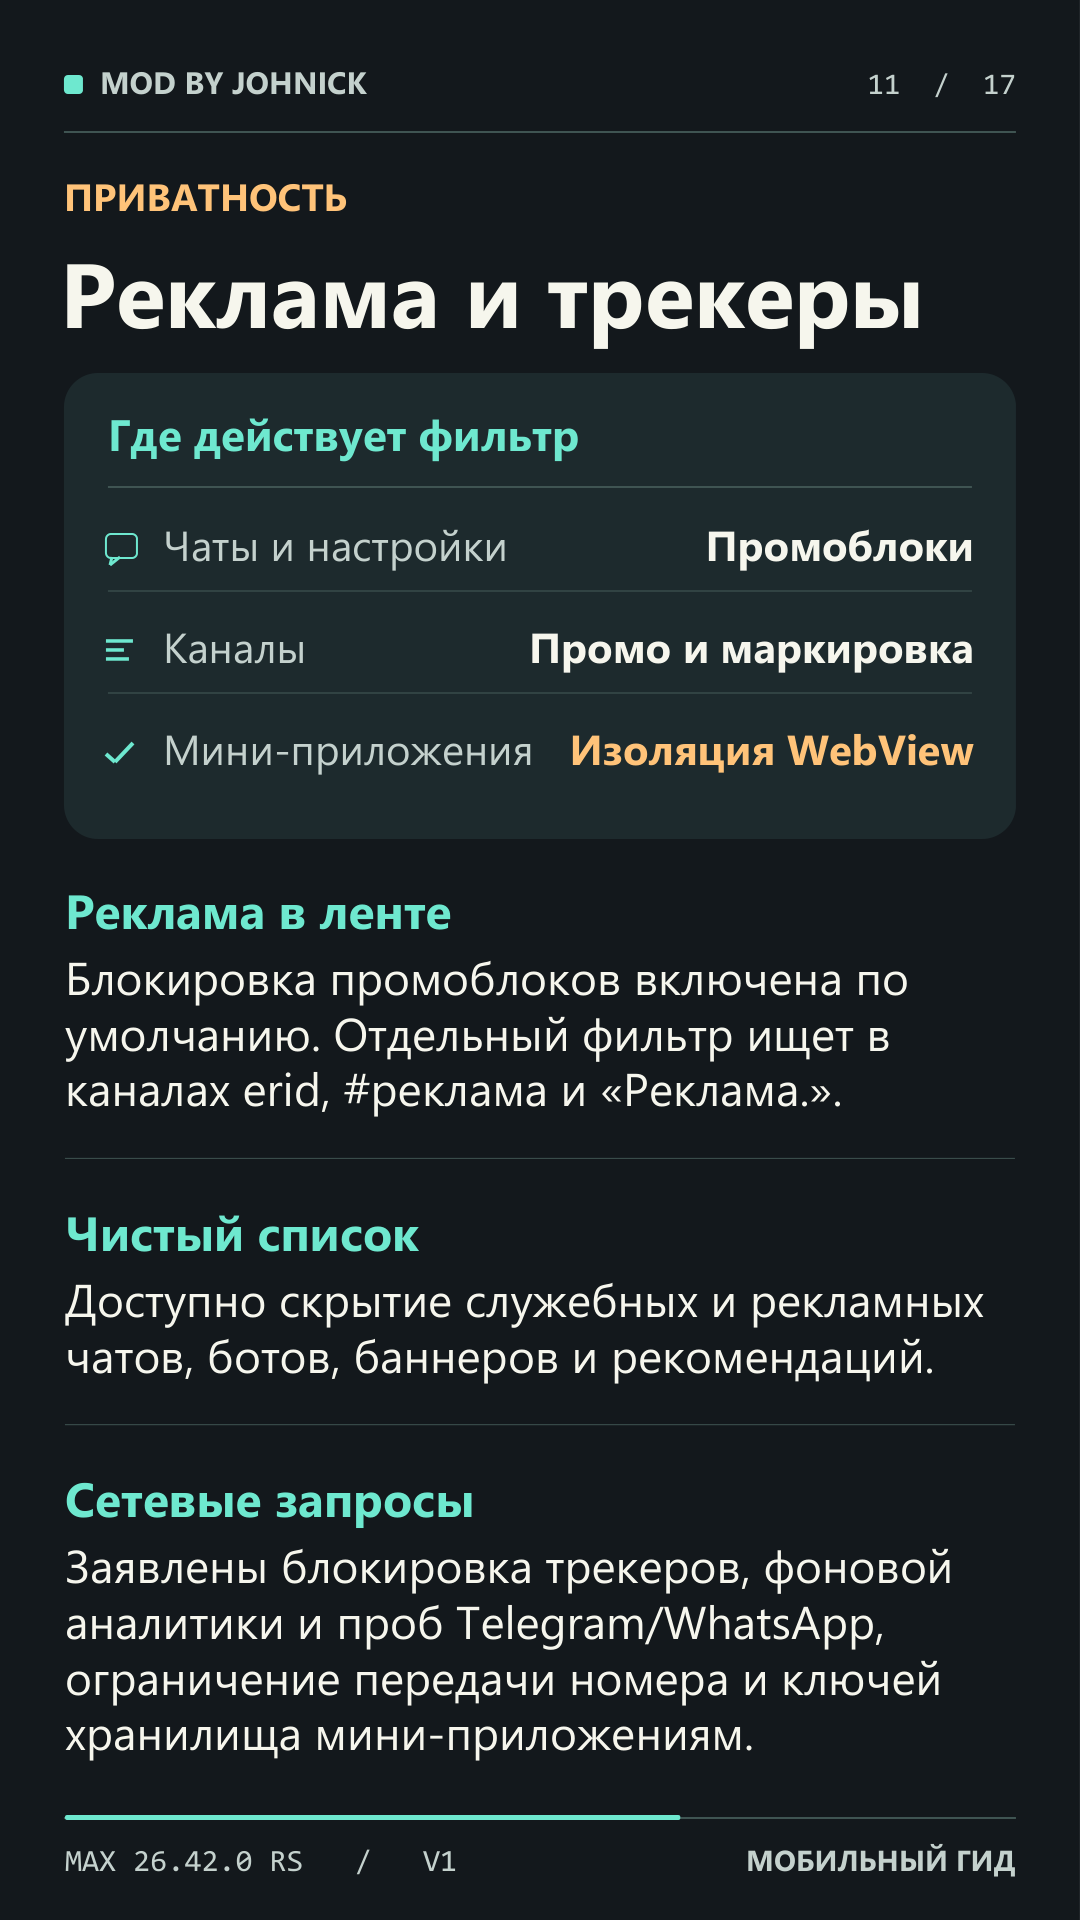 MOD BY JOHNICK
11 / 17
ПРИВАТНОСТЬ
Реклама и трекеры
Где действует фильтр
Чаты и настройки Промоблоки
Каналы Промо и маркировка
Мини-приложения Изоляция WebView
Реклама в ленте
Блокировка промоблоков включена по
умолчанию. Отдельный фильтр ищет в
каналах erid, #реклама и «Реклама.».
Чистый список
Доступно скрытие служебных и рекламных
чатов, ботов, баннеров и рекомендаций.
Сетевые запросы
Заявлены блокировка трекеров, фоновой
аналитики и проб Telegram/WhatsApp,
ограничение передачи номера и ключей
хранилища мини-приложениям.
MAX 26.42.0 RS / V1
МОБИЛЬНЫЙ ГИД